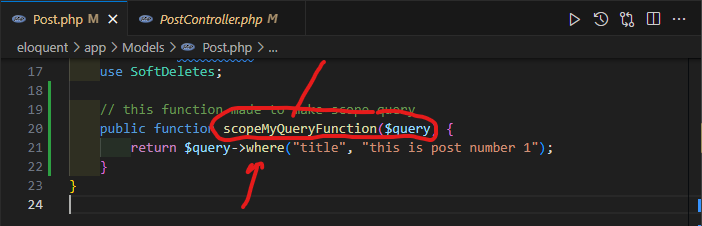 Post.php M PostController.php M
eloquent > app > Models > Post.php > ...
17 use SoftDeletes;
18
19 // this function made to make scope query
20 public function scopeMyQueryFunction($query) {
21 return $query->where("title", "this is post number 1");
22 }
23 }
24